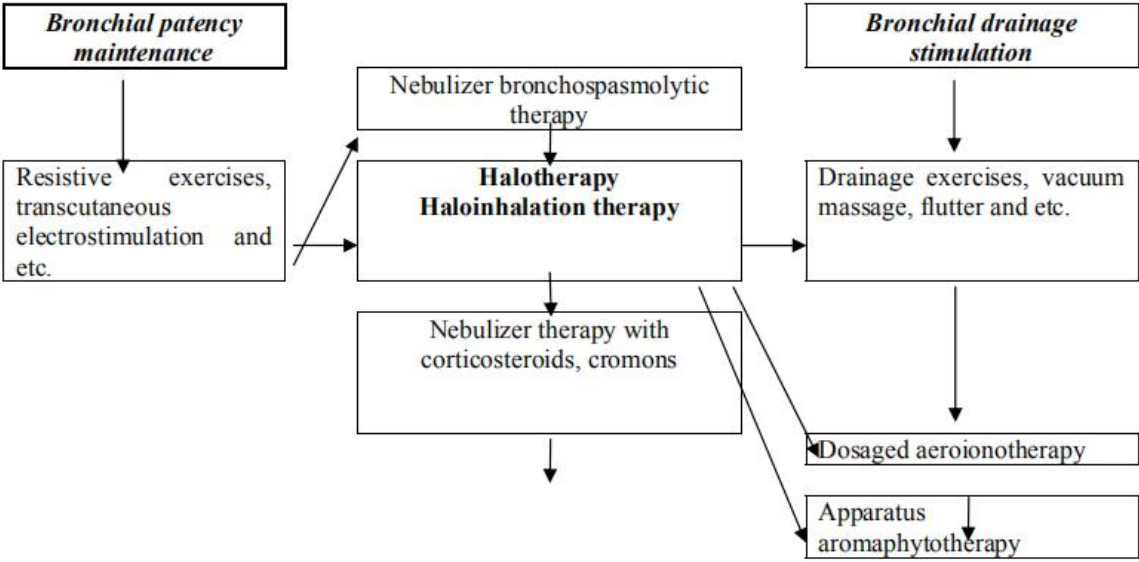 Bronchial patency
maintenance
Bronchial drainage
stimulation
Nebulizer bronchospasmolytic
therapy
Resistive exercises,
transcutaneous
electrostimulation and
etc.
Halotherapy
Haloinhalation therapy
Drainage exercises, vacuum
massage, flutter and etc.
Nebulizer therapy with
corticosteroids, cromons
Dosaged aeroionotherapy
Apparatus
aromaphytotherapy